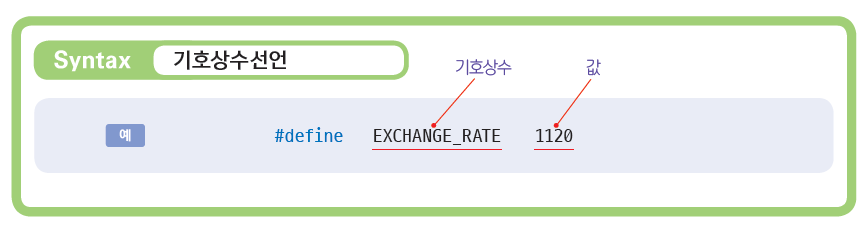 Syntax 기호상수선언
기호상수 값
예 #define EXCHANGE_RATE 1120